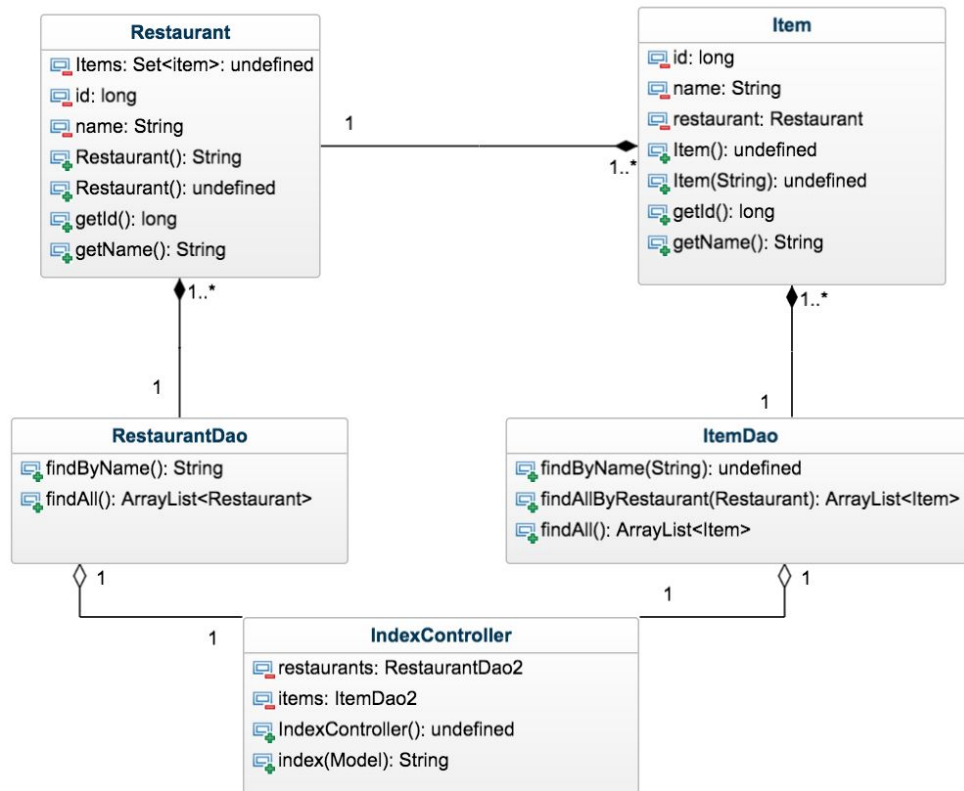 Restaurant
Items: Set<item>: undefined
id: long
name: String
Restaurant(): String
Restaurant(): undefined
getId(): long
getName(): String
1
1..*
Item
id: long
name: String
restaurant: Restaurant
Item(): undefined
Item(String): undefined
getId(): long
getName(): String
1..*
1
1..*
1
RestaurantDao
findByName(): String
findAll(): ArrayList<Restaurant>
ItemDao
findByName(String): undefined
findAllByRestaurant(Restaurant): ArrayList<Item>
findAll(): ArrayList<Item>
1
1
1
1
IndexController
restaurants: RestaurantDao2
items: ItemDao2
IndexController(): undefined
index(Model): String